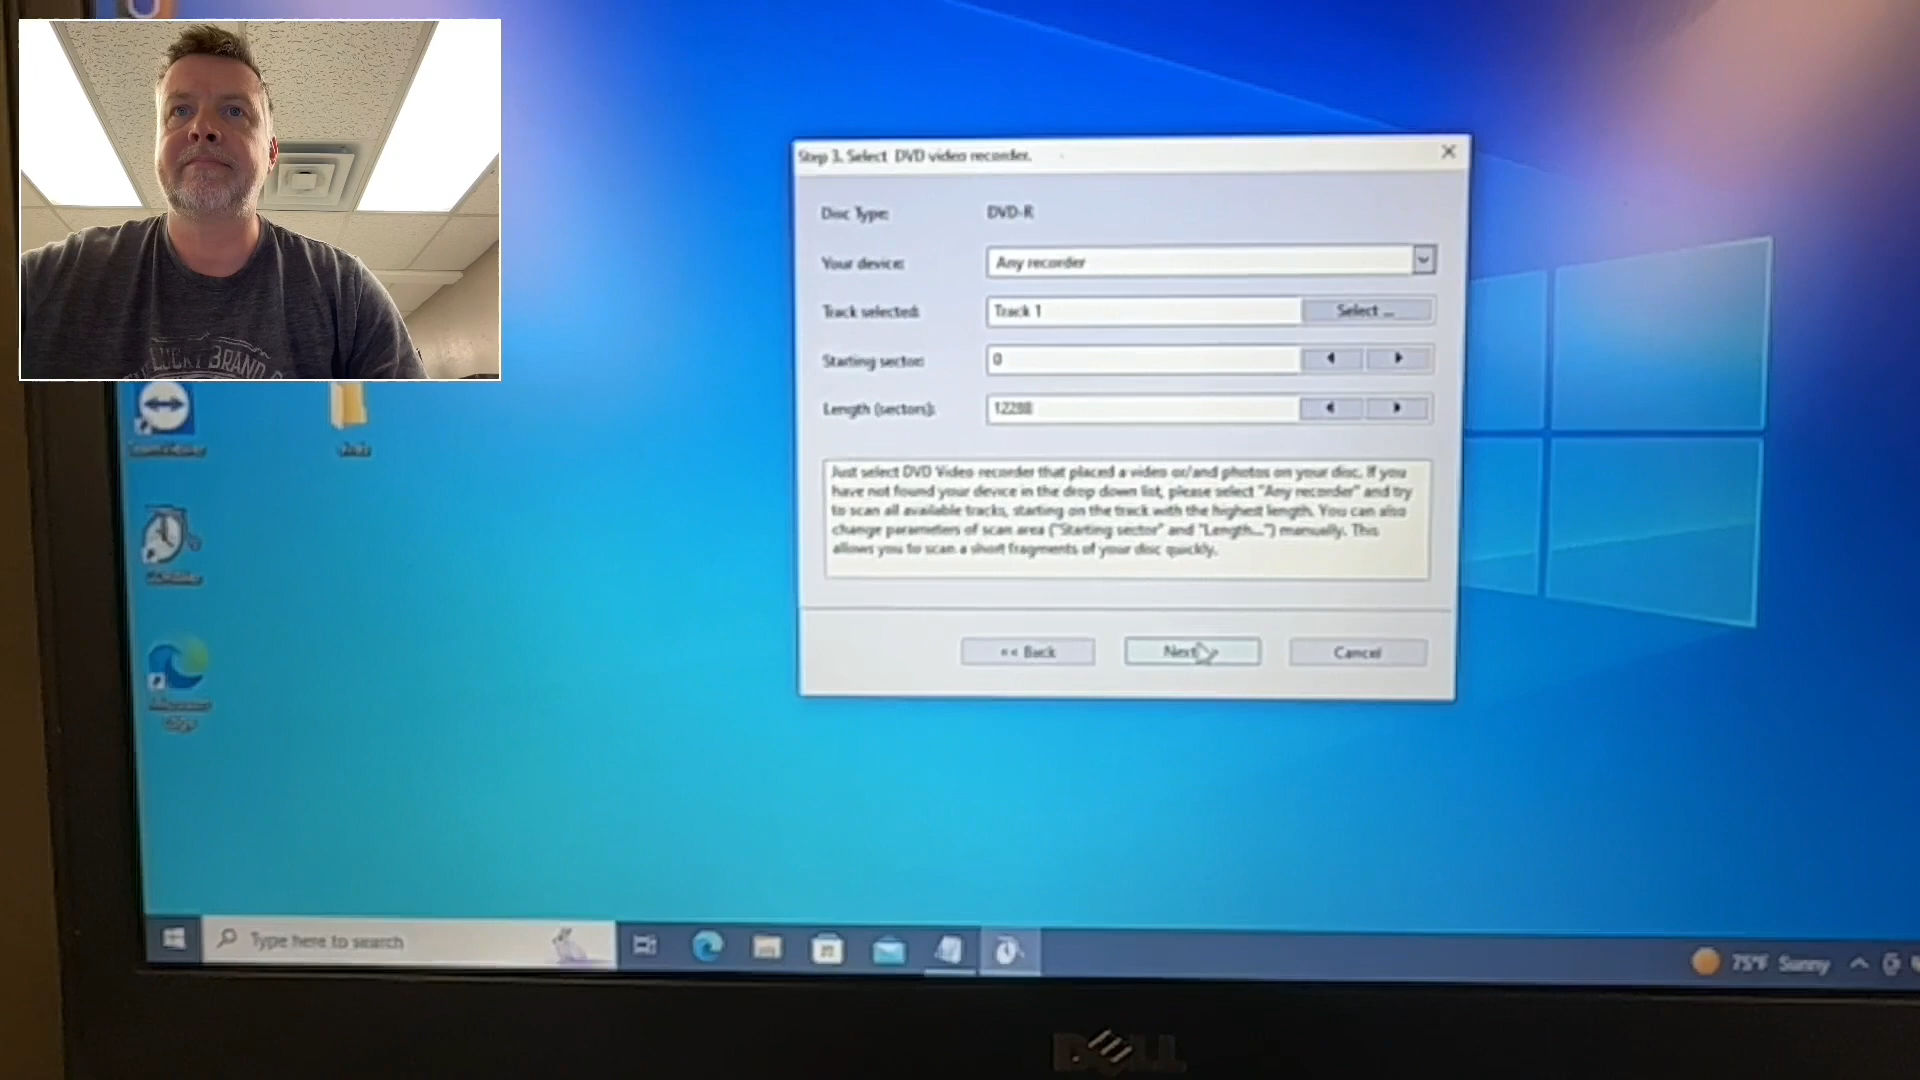 LUCKY BRAND
Step 3. Select DVD video recorder.
Disc Type:
DVD-R
Your device:
Any recorder
Track selected:
Track 1
Select ...
Starting sector:
0
Length (sectors):
12288
Just select DVD Video recorder that placed a video or/and photos on your disc. If you
have not found your device in the drop down list, please select "Any recorder" and try
to scan all available tracks, starting on the track with the highest length. You can also
change parameters of scan area ("Starting sector" and "Length...") manually. This
allows you to scan a short fragments of your disc quickly.
<< Back
Next
Cancel
TeamViewer
Microsoft
Edge
Type here to search
75°F Sunny
DELL